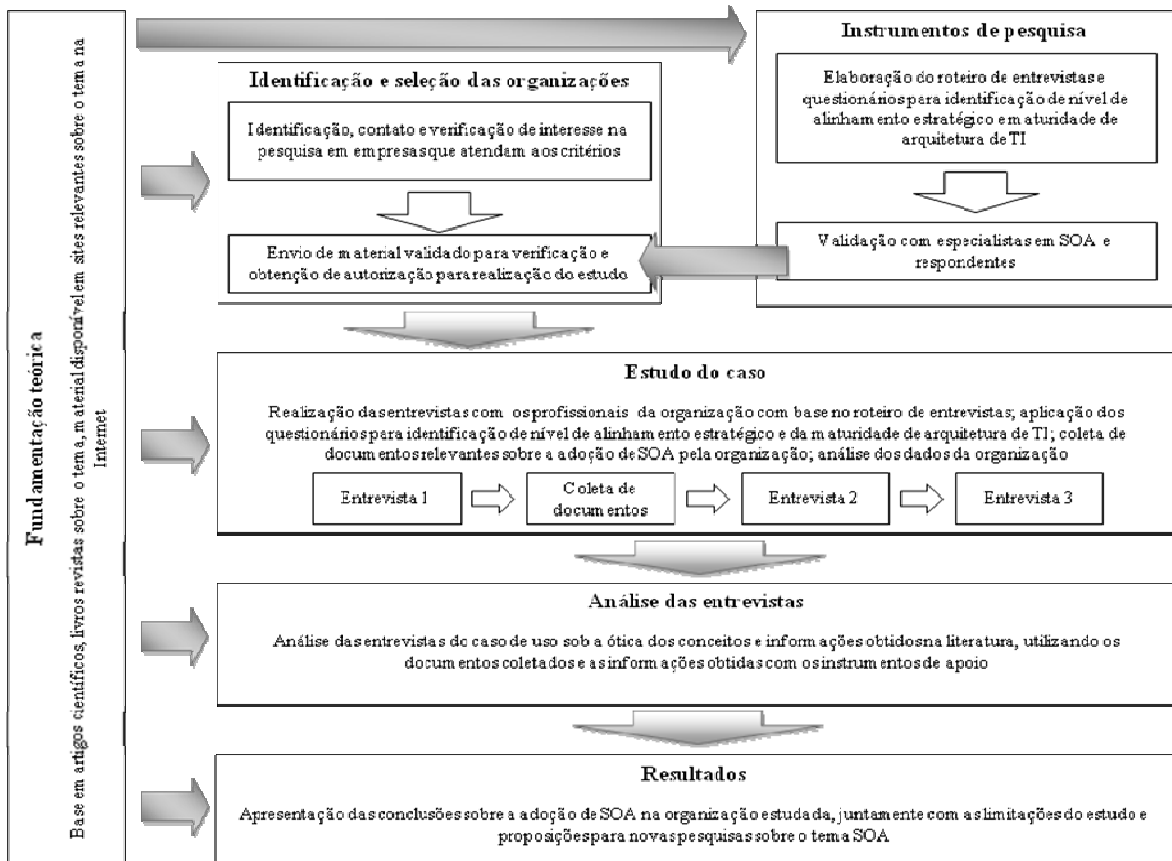 Fundamentação teórica
Base em artigos científicos, livros revistas sobre o tema, material disponível em sites relevantes sobre o tema na
Internet
Identificação e seleção das organizações
Identificação, contato e verificação de interesse na
pesquisa em empresas que atendam aos critérios
Envio de material validado para verificação e
obtenção de autorização para realização do estudo
Instrumentos de pesquisa
Elaboração do roteiro de entrevistas e
questionários para identificação de nível de
alinhamento estratégico em maturidade de
arquitetura de TI
Validação com especialistas em SOA e
respondentes
Estudo do caso
Realização das entrevistas com os profissionais da organização com base no roteiro de entrevistas; aplicação dos
questionários para identificação de nível de alinhamento estratégico e da maturidade de arquitetura de TI; coleta de
documentos relevantes sobre a adoção de SOA pela organização; análise dos dados da organização
Entrevista 1
Coleta de
documentos
Entrevista 2
Entrevista 3
Análise das entrevistas
Análise das entrevistas do caso de uso sob a ótica dos conceitos e informações obtidos na literatura, utilizando os
documentos coletados e as informações obtidas com os instrumentos de apoio
Resultados
Apresentação das conclusões sobre a adoção de SOA na organização estudada, juntamente com as limitações do estudo e
proposições para novas pesquisas sobre o tema SOA